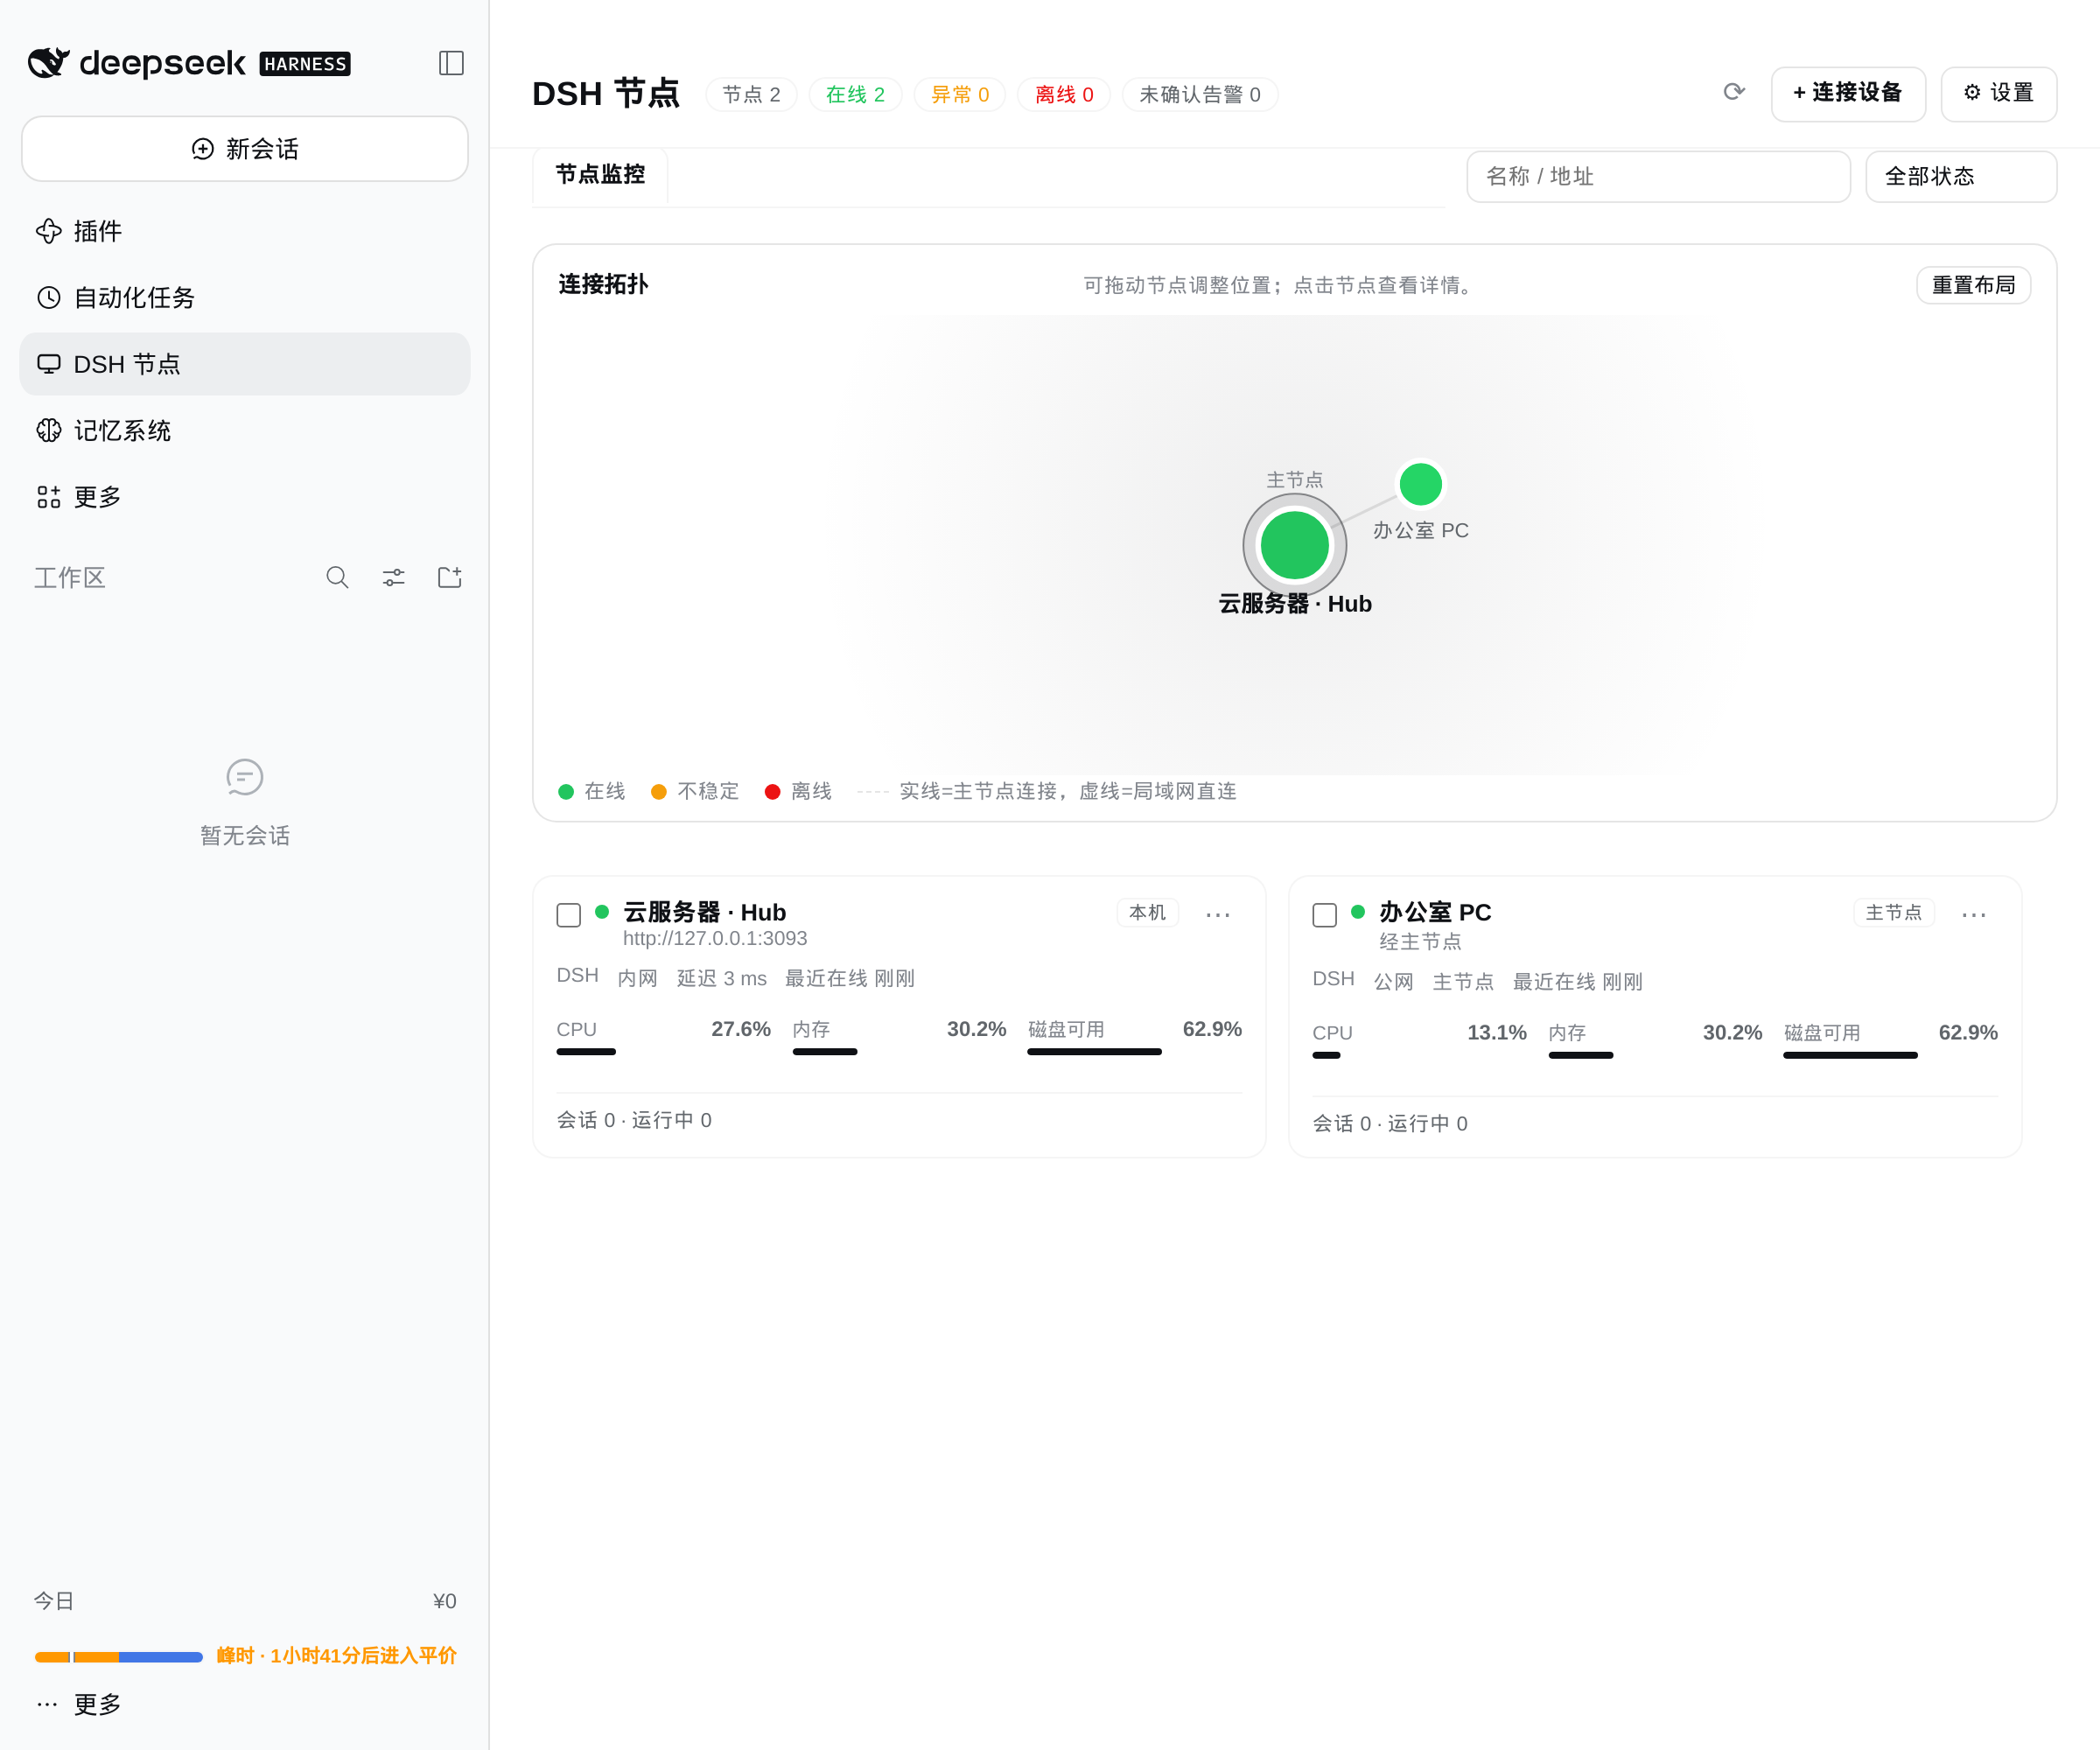 deepseek HARNESS
新会话
插件
自动化任务
DSH 节点
记忆系统
更多
工作区
暂无会话
今日 ¥0
峰时 · 1小时41分后进入平价
更多
DSH 节点 节点 2 在线 2 异常 0 离线 0 未确认告警 0
+ 连接设备 设置
节点监控 名称 / 地址 全部状态
连接拓扑 可拖动节点调整位置；点击节点查看详情。 重置布局
主节点
办公室 PC
云服务器 · Hub
在线 不稳定 离线 实线=主节点连接，虚线=局域网直连
云服务器 · Hub 本机
http://127.0.0.1:3093
DSH 内网 延迟 3 ms 最近在线 刚刚
CPU 27.6% 内存 30.2% 磁盘可用 62.9%
会话 0 · 运行中 0
办公室 PC 主节点
经主节点
DSH 公网 主节点 最近在线 刚刚
CPU 13.1% 内存 30.2% 磁盘可用 62.9%
会话 0 · 运行中 0